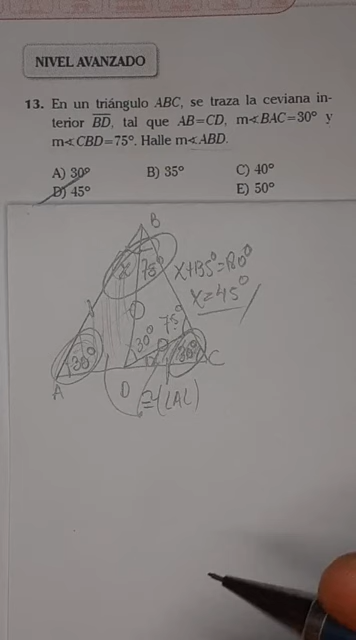 NIVEL AVANZADO
13. En un triángulo ABC, se traza la ceviana in-
terior BD, tal que AB=CD, m∢BAC=30° y
m∢CBD=75°. Halle m∢ABD.
A) 30° B) 35° C) 40°
D) 45° E) 50°
B
x 75°
x+135°=180°
x=45°
75°
30°
30° 30° C
A D
≅(LAL)